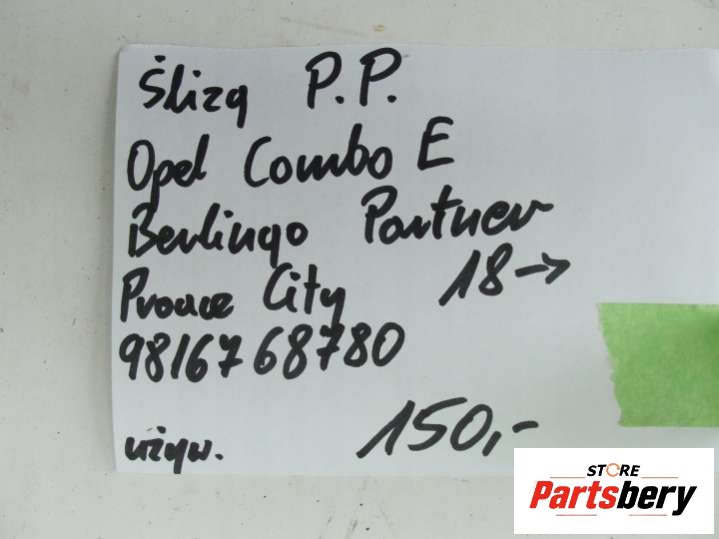 Ślizg P.P.
Opel Combo E
Berlingo Partner
Proace City 18→
9816768780
używ. 150,-
STORE
Partsbery